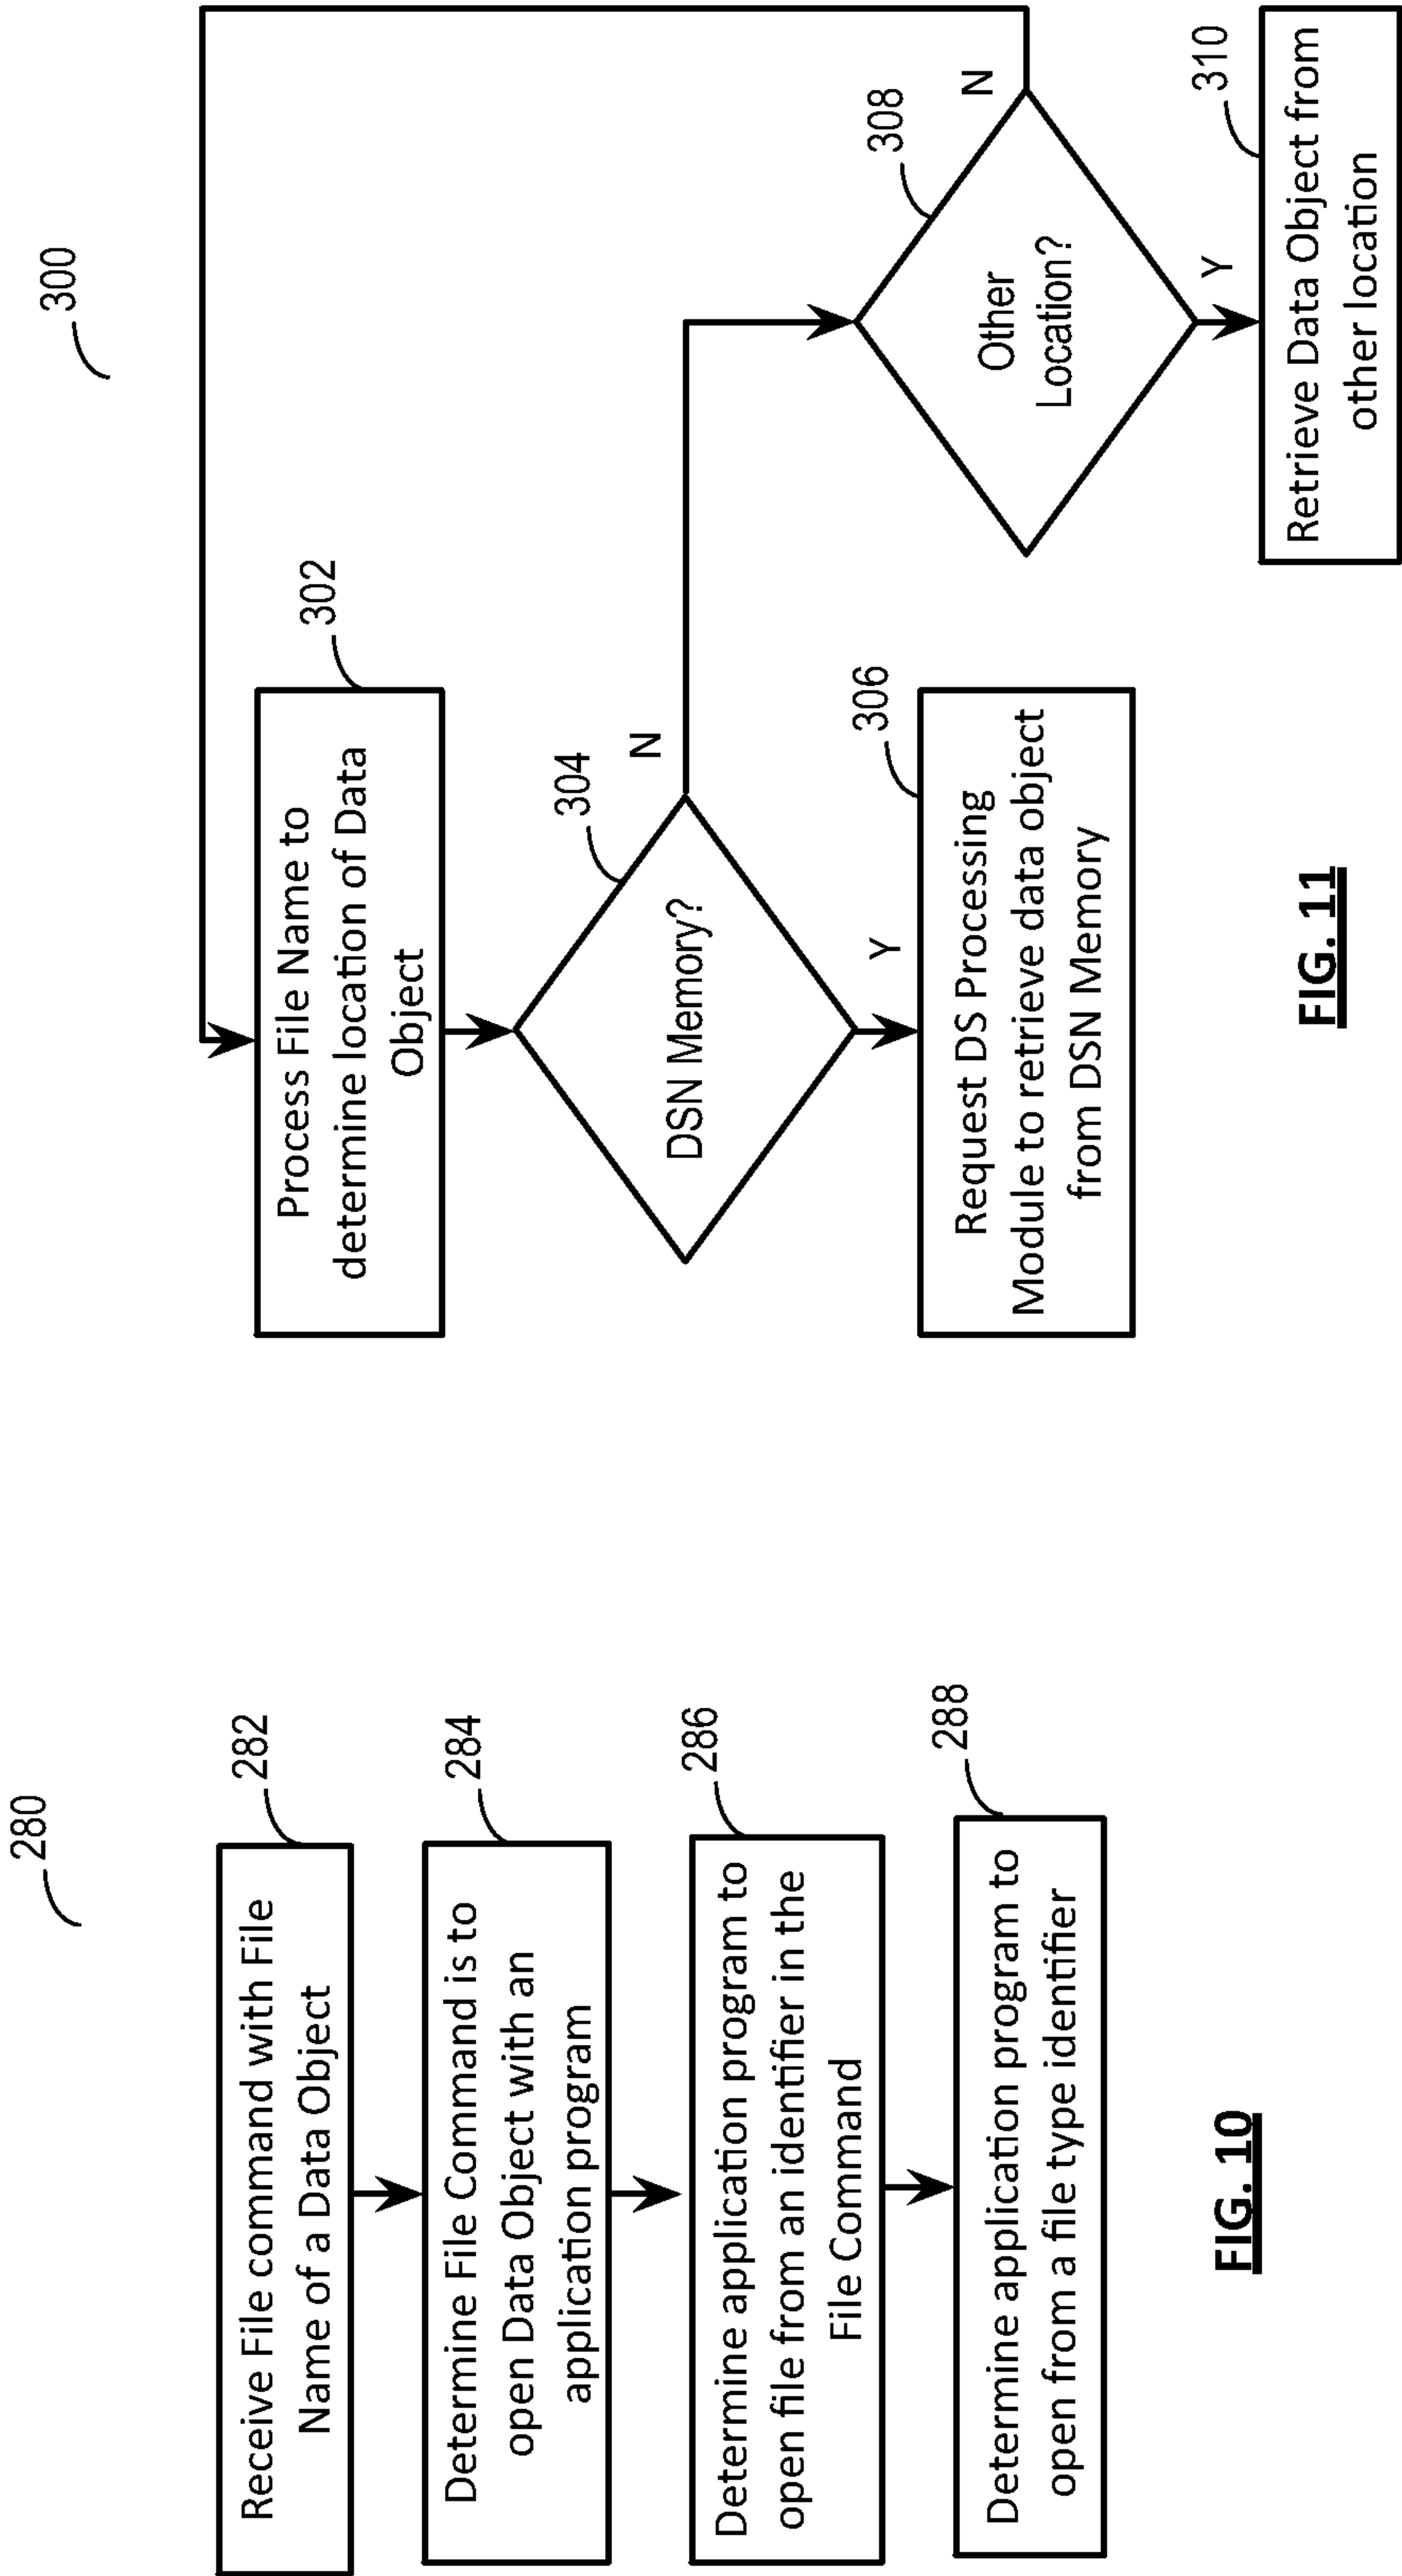 280
282
Receive File command with File
Name of a Data Object
284
Determine File Command is to
open Data Object with an
application program
286
Determine application program to
open file from an identifier in the
File Command
288
Determine application program to
open from a file type identifier
FIG. 10
300
302
Process File Name to
determine location of Data
Object
304
DSN Memory?
N
Y
306
Request DS Processing
Module to retrieve data object
from DSN Memory
308
Other
Location?
N
Y
310
Retrieve Data Object from
other location
FIG. 11